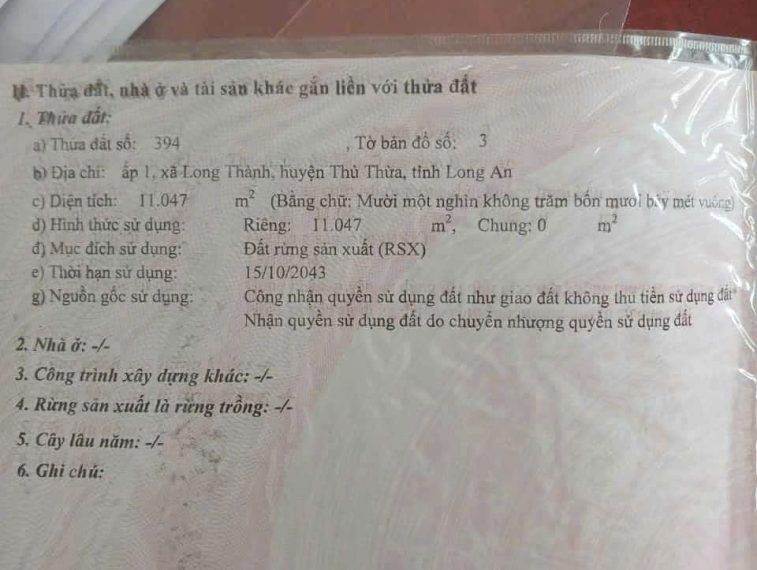 II. Thửa đất, nhà ở và tài sản khác gắn liền với thửa đất
1. Thửa đất:
a) Thửa đất số: 394 , Tờ bản đồ số: 3
b) Địa chỉ: ấp 1, xã Long Thành, huyện Thủ Thừa, tỉnh Long An
c) Diện tích: 11.047 m² (Bằng chữ: Mười một nghìn không trăm bốn mươi bảy mét vuông)
d) Hình thức sử dụng: Riêng: 11.047 m², Chung: 0 m²
đ) Mục đích sử dụng: Đất rừng sản xuất (RSX)
e) Thời hạn sử dụng: 15/10/2043
g) Nguồn gốc sử dụng: Công nhận quyền sử dụng đất như giao đất không thu tiền sử dụng đất
Nhận quyền sử dụng đất do chuyển nhượng quyền sử dụng đất
2. Nhà ở: -/-
3. Công trình xây dựng khác: -/-
4. Rừng sản xuất là rừng trồng: -/-
5. Cây lâu năm: -/-
6. Ghi chú: